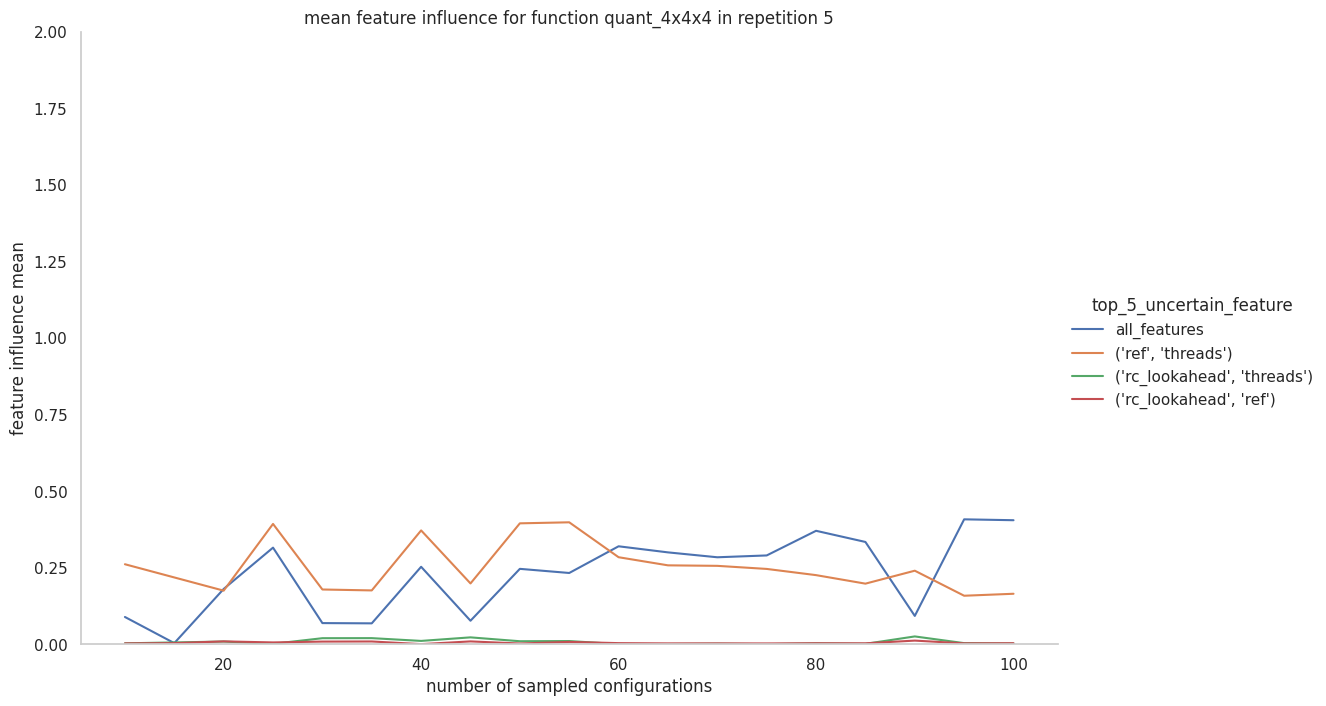 mean feature influence for function quant_4x4x4 in repetition 5
2.00
1.75
1.50
1.25
1.00
0.75
0.50
0.25
0.00
feature influence mean
20
40
60
80
100
number of sampled configurations
top_5_uncertain_feature
all_features
('ref', 'threads')
('rc_lookahead', 'threads')
('rc_lookahead', 'ref')